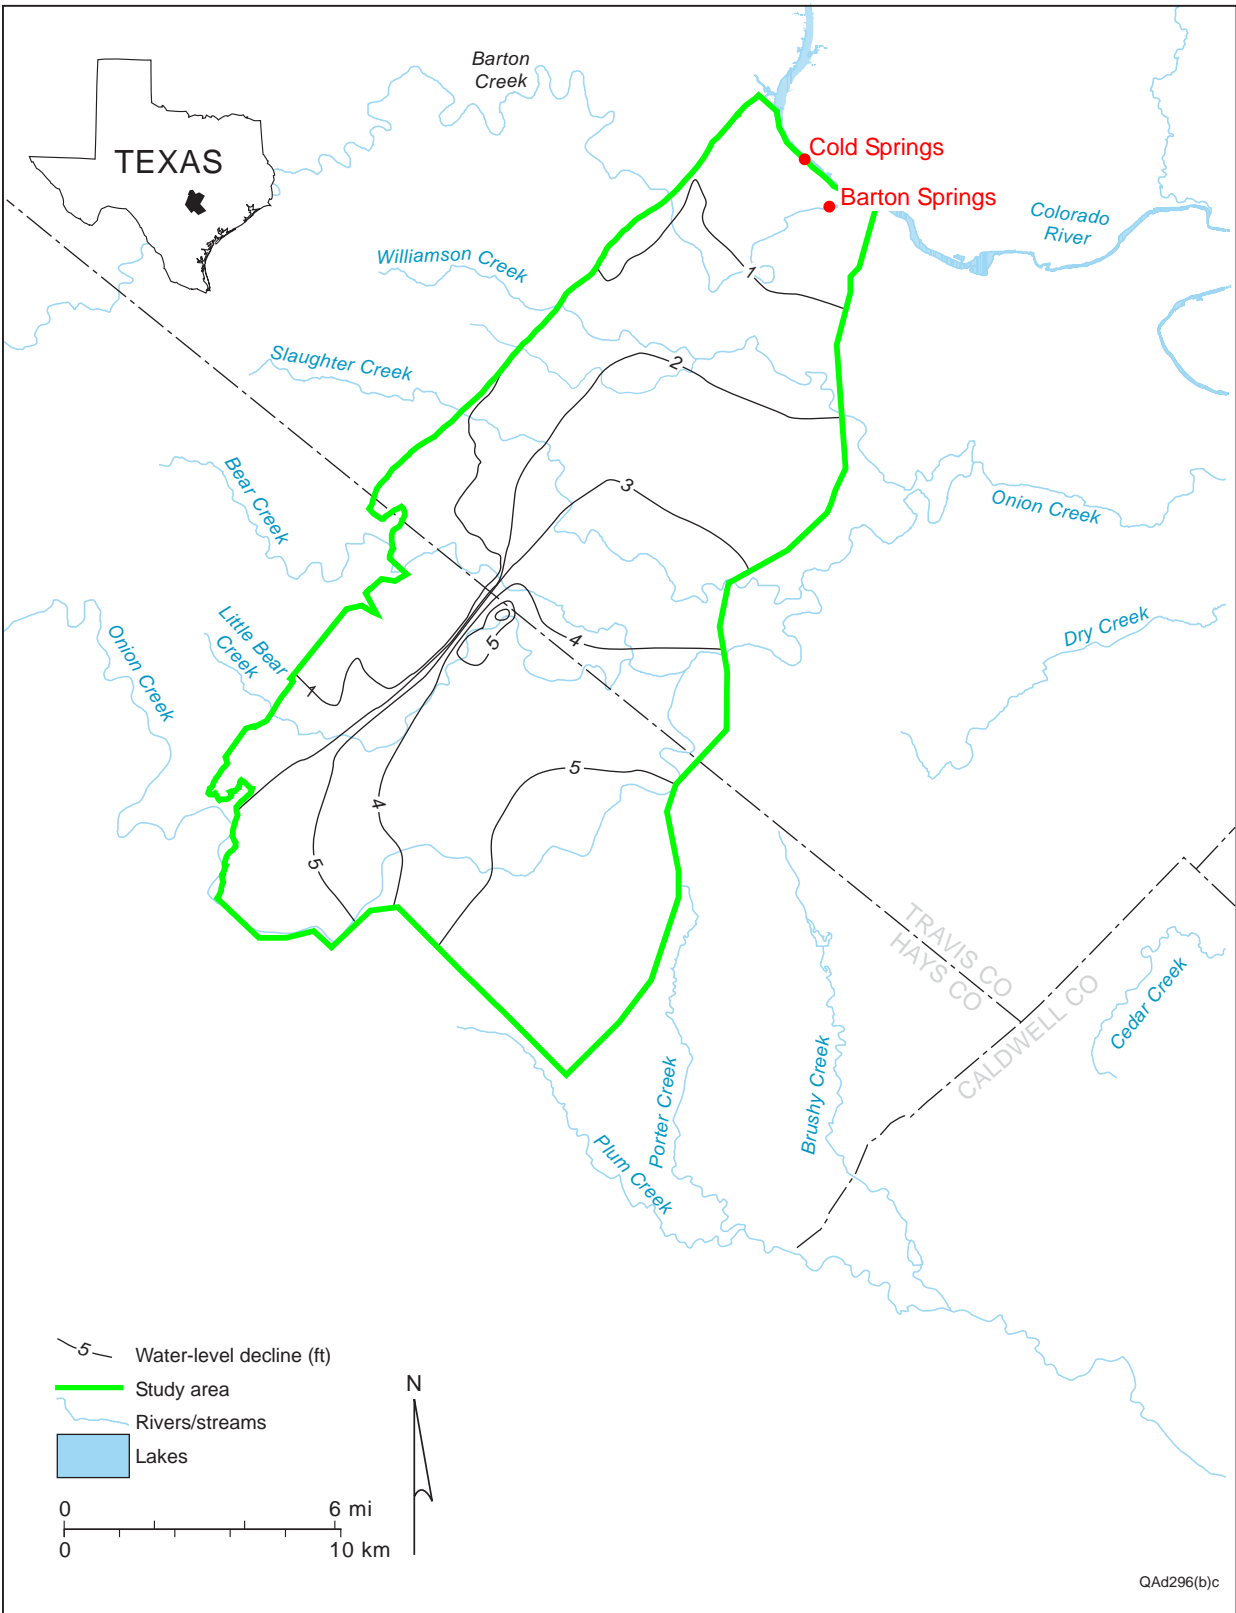 Barton
Creek
TEXAS
Cold Springs
Barton Springs
Colorado
River
Williamson Creek
1
Slaughter Creek
2
Bear Creek
3
Onion Creek
Little Bear
Creek
Onion Creek
4
5
Dry Creek
1
5
4
5
TRAVIS CO
HAYS CO
CALDWELL CO
Cedar Creek
Brushy Creek
Porter Creek
Plum Creek
5
Water-level decline (ft)
Study area
Rivers/streams
Lakes
N
0 6 mi
0 10 km
QAd296(b)c